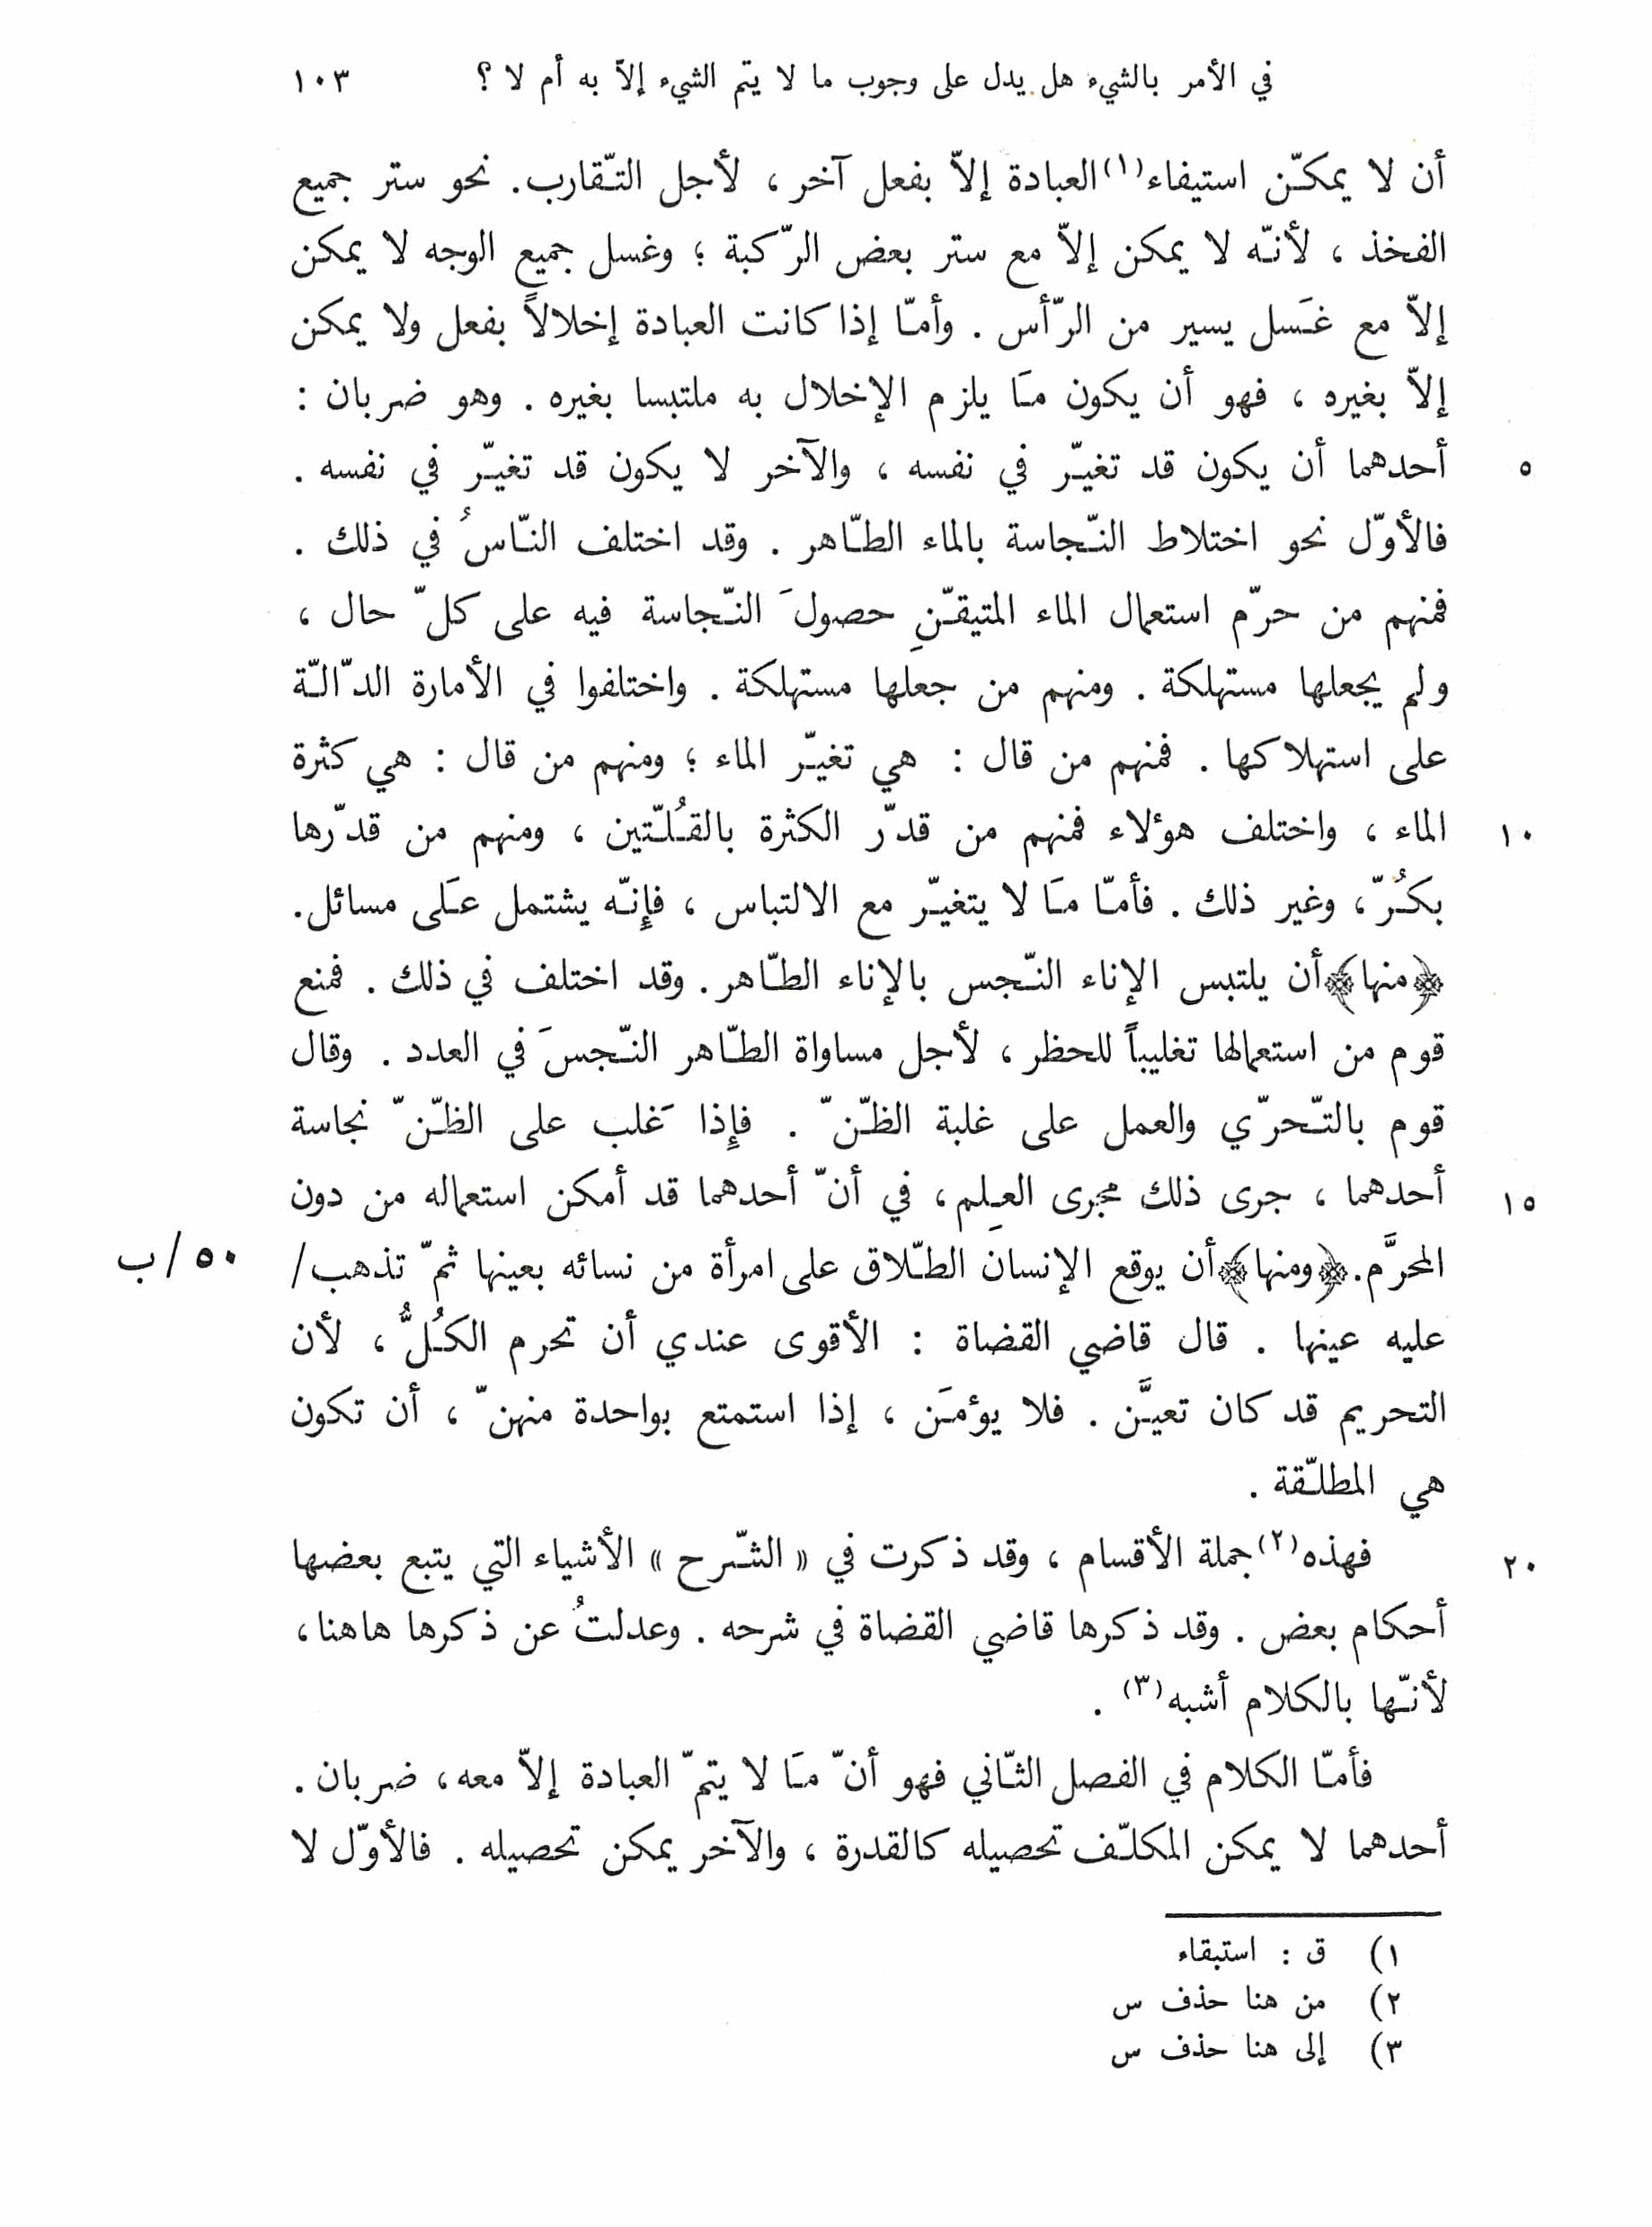 في الأمر بالشيء هل يدل على وجوب ما لا يتم الشيء إلاّ به أم لا ؟ ١٠٣
أن لا يمكّن استيفاء(١) العبادة إلاّ بفعل آخر ، لأجل التّقارب . نحو ستر جميع
الفخذ ، لأنّه لا يمكن إلاّ مع ستر بعض الرّكبة ؛ وغسل جميع الوجه لا يمكن
إلاّ مع غَسل يسير من الرّأس . وأمّا إذا كانت العبادة إخلالاً بفعل ولا يمكن
إلاّ بغيره ، فهو أن يكون مَا يلزم الإخلال به ملتبسا بغيره . وهو ضربان :
٥ أحدهما أن يكون قد تغيّر في نفسه ، والآخر لا يكون قد تغيّر في نفسه .
فالأوّل نحو اختلاط النّجاسة بالماء الطّاهر . وقد اختلف النّاسُ في ذلك .
فمنهم من حرّم استعمال الماء المتيقّنِ حصولَ النّجاسة فيه على كلّ حال ،
ولم يجعلها مستهلكة . ومنهم من جعلها مستهلكة . واختلفوا في الأمارة الدّالّة
على استهلاكها . فمنهم من قال : هي تغيّر الماء ؛ ومنهم من قال : هي كثرة
١٠ الماء ، واختلف هوٴلاء فمنهم من قدّر الكثرة بالقُلّتين ، ومنهم من قدّرها
بكُرّ ، وغير ذلك . فأمّا مَا لا يتغيّر مع الالتباس ، فإنّه يشتمل عَلى مسائل .
﴿منها﴾ أن يلتبس الإناء النّجس بالإناء الطّاهر . وقد اختلف في ذلك . فمنع
قوم من استعمالها تغليباً للحظر ، لأجل مساواة الطّاهر النّجسَ في العدد . وقال
قوم بالتّحرّي والعمل على غلبة الظّنّ . فإذا غَلب على الظّنّ نجاسة
١٥ أحدهما ، جرى ذلك مجرى العِلم ، في أنّ أحدهما قد أمكن استعماله من دون
المحرَّم . ﴿ومنها﴾ أن يوقع الإنسان الطّلاق على امرأة من نسائه بعينها ثمّ تذهب/ ٥٠/ب
عليه عينها . قال قاضي القضاة : الأقوى عندي أن تحرم الكُلُّ ، لأن
التحريم قد كان تعيَّن . فلا يوٴمَن ، إذا استمتع بواحدة منهنّ ، أن تكون
هي المطلّقة .
٢٠ فهذه(٢) جملة الأقسام ، وقد ذكرت في « الشّرح » الأشياء التي يتبع بعضها
أحكام بعض . وقد ذكرها قاضي القضاة في شرحه . وعدلتُ عن ذكرها هاهنا ،
لأنّها بالكلام أشبه(٣) .
فأمّا الكلام في الفصل الثّاني فهو أنّ مَا لا يتمّ العبادة إلاّ معه ، ضربان .
أحدهما لا يمكن المكلّف تحصيله كالقدرة ، والآخر يمكن تحصيله . فالأوّل لا
١) ق : استبقاء
٢) من هنا حذف س
٣) إلى هنا حذف س